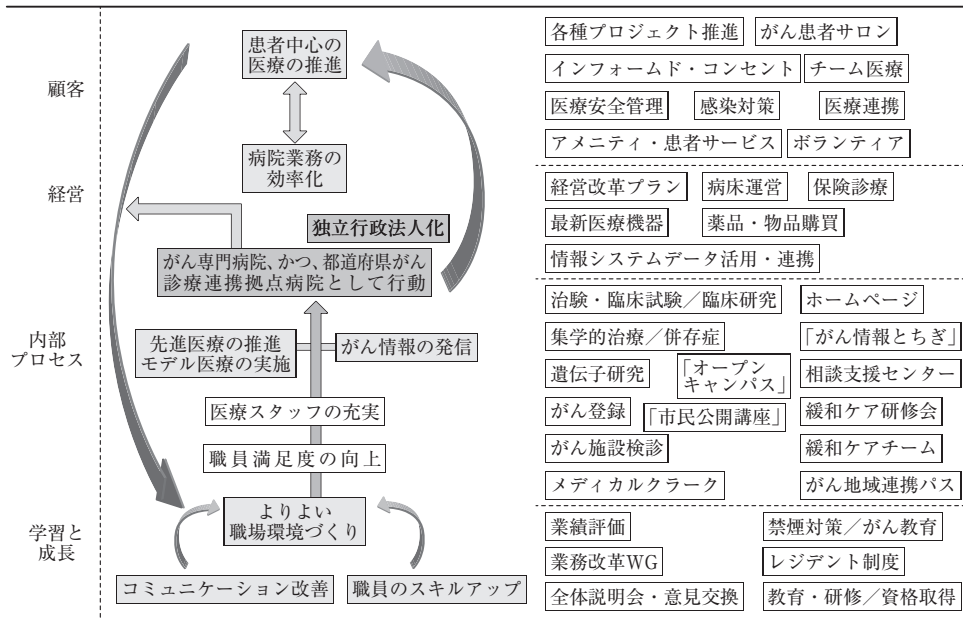 顧客
経営
内部
プロセス
学習と
成長
患者中心の
医療の推進
病院業務の
効率化
独立行政法人化
がん専門病院、かつ、都道府県がん
診療連携拠点病院として行動
先進医療の推進
モデル医療の実施
がん情報の発信
医療スタッフの充実
職員満足度の向上
よりよい
職場環境づくり
コミュニケーション改善
職員のスキルアップ
各種プロジェクト推進
がん患者サロン
インフォームド・コンセント
チーム医療
医療安全管理
感染対策
医療連携
アメニティ・患者サービス
ボランティア
経営改革プラン
病床運営
保険診療
最新医療機器
薬品・物品購買
情報システムデータ活用・連携
治験・臨床試験／臨床研究
ホームページ
集学的治療／併存症
「がん情報とちぎ」
遺伝子研究
「オープン
キャンパス」
相談支援センター
がん登録
「市民公開講座」
緩和ケア研修会
がん施設検診
緩和ケアチーム
メディカルクラーク
がん地域連携パス
業績評価
禁煙対策／がん教育
業務改革WG
レジデント制度
全体説明会・意見交換
教育・研修／資格取得